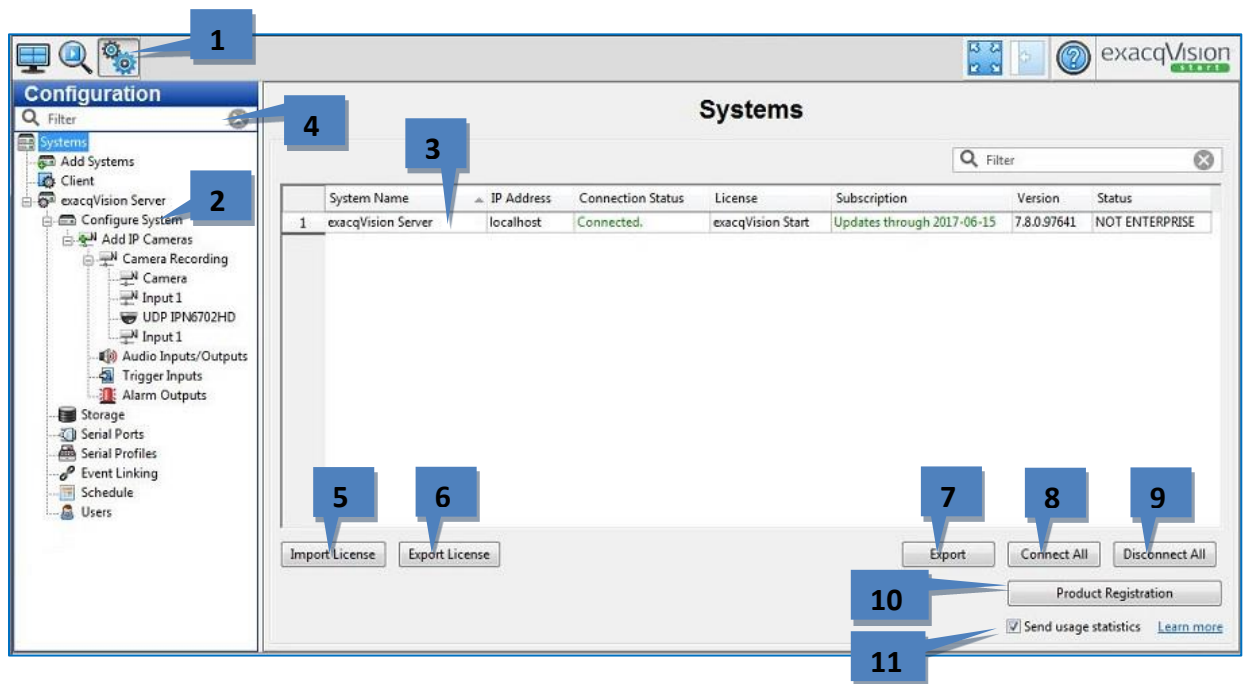 1
exacqVision
start
Configuration
Filter
4
Systems
3
Filter
Systems
Add Systems
Client
exacqVision Server
2
Configure System
Add IP Cameras
Camera Recording
Camera
Input 1
UDP IPN6702HD
Input 1
Audio Inputs/Outputs
Trigger Inputs
Alarm Outputs
Storage
Serial Ports
Serial Profiles
Event Linking
Schedule
Users
System Name IP Address Connection Status License Subscription Version Status
1 exacqVision Server localhost Connected. exacqVision Start Updates through 2017-06-15 7.8.0.97641 NOT ENTERPRISE
5 6 7 8 9
Import License Export License Export Connect All Disconnect All
10 Product Registration
Send usage statistics Learn more
11